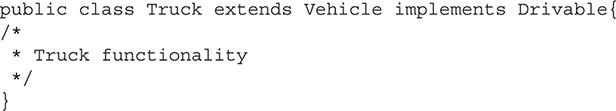 public class Truck extends Vehicle implements Drivable{
/*
 * Truck functionality
 */
}